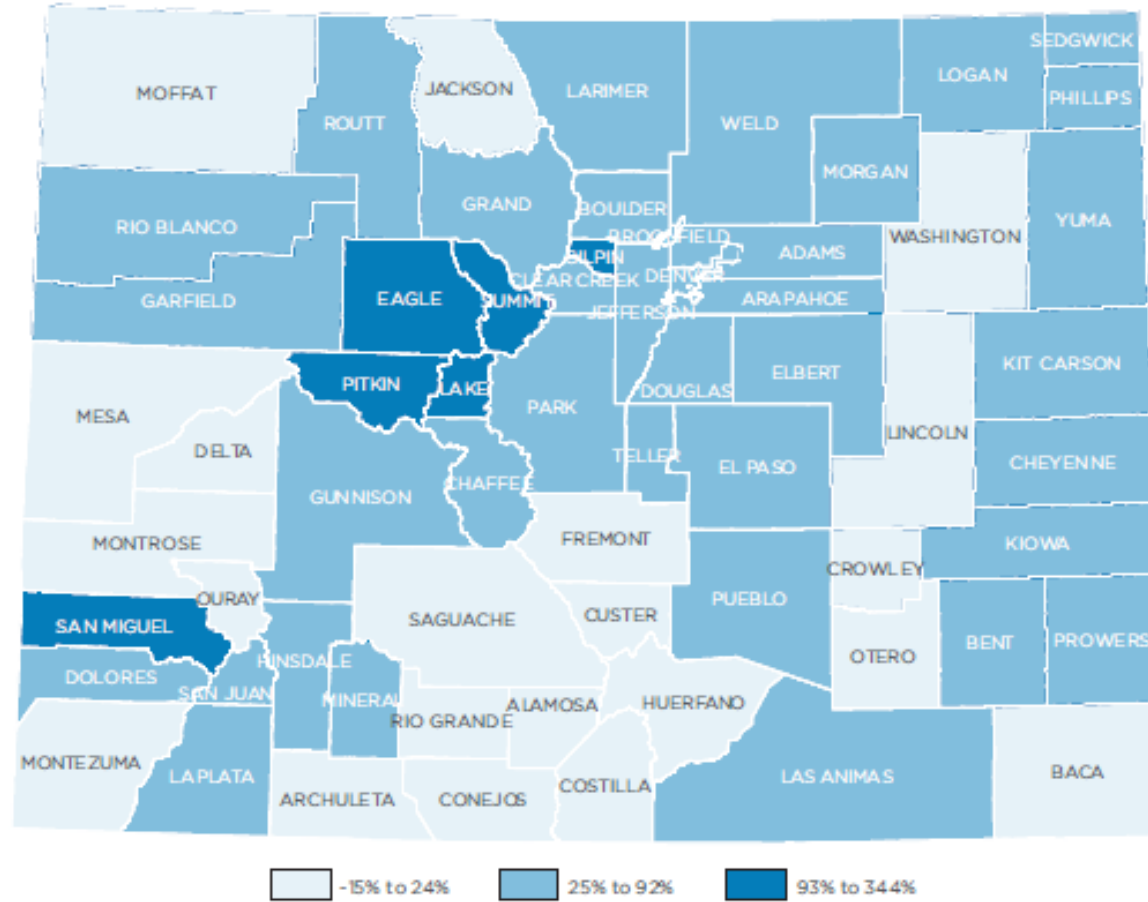 SEDGWICK
LOGAN
MOFFAT
JACKSON
LARIMER
PHILLIPS
ROUTT
WELD
MORGAN
GRAND
BOULDER
RIO BLANCO
YUMA
BROOMFIELD
WASHINGTON
ADAMS
GILPIN
CLEAR CREEK
DENVER
GARFIELD
EAGLE
SUMMIT
ARAPAHOE
JEFFERSON
KIT CARSON
ELBERT
PITKIN
LAKE
DOUGLAS
PARK
MESA
LINCOLN
DELTA
TELLER
EL PASO
CHEYENNE
CHAFFEE
GUNNISON
FREMONT
MONTROSE
KIOWA
CROWLEY
OURAY
PUEBLO
CUSTER
SAGUACHE
SAN MIGUEL
BENT
PROWERS
OTERO
HINSDALE
DOLORES
SAN JUAN
MINERAL
HUERFANO
ALAMOSA
RIO GRANDE
MONTEZUMA
LA PLATA
LAS ANIMAS
BACA
COSTILLA
ARCHULETA
CONEJOS
-15% to 24%
25% to 92%
93% to 344%